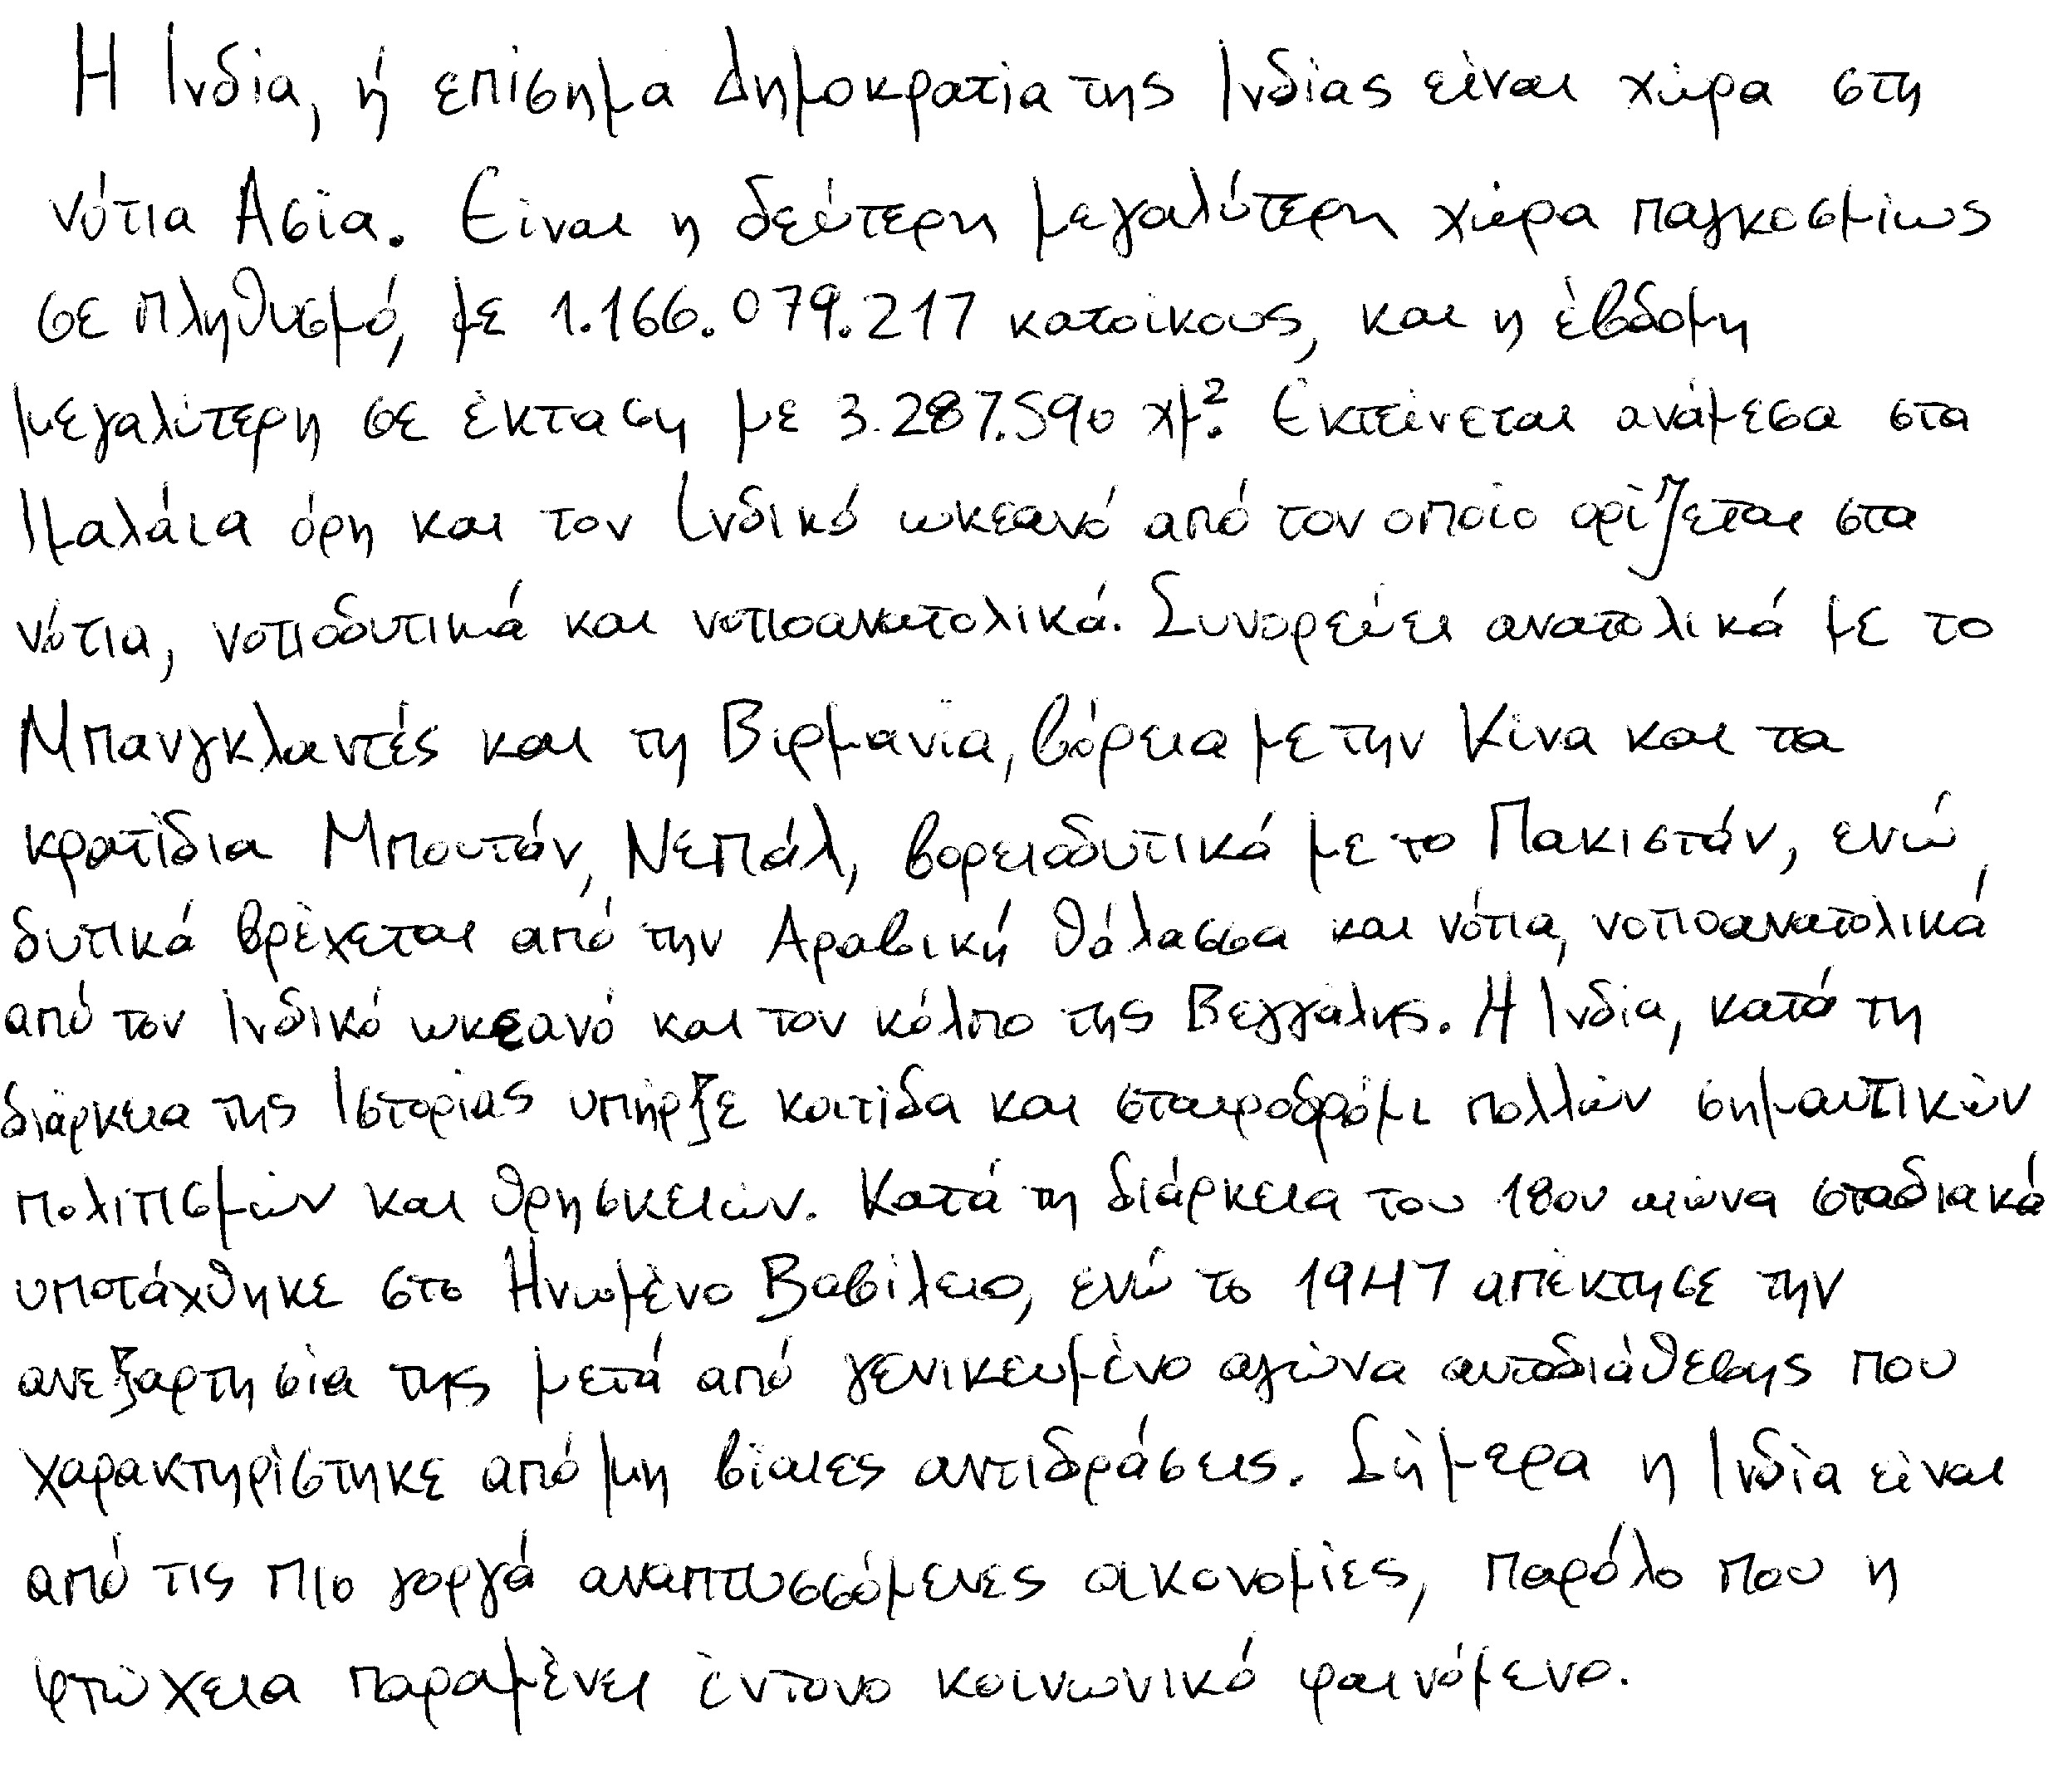 Η Ινδία, ή επίσημα Δημοκρατία της Ινδίας είναι χώρα στη
νότια Ασία. Είναι η δεύτερη μεγαλύτερη χώρα παγκοσμίως
σε πληθυσμό, με 1.166.079.217 κατοίκους, και η έβδομη
μεγαλύτερη σε έκταση με 3.287.590 χμ². Εκτείνεται ανάμεσα στα
Ιμαλάια όρη και τον Ινδικό ωκεανό από τον οποίο ορίζεται στα
νότια, νοτιοδυτικά και νοτιοανατολικά. Συνορεύει ανατολικά με το
Μπανγκλαντές και τη Βιρμανία, βόρεια με την Κίνα και τα
κρατίδια Μπουτάν, Νεπάλ, βορειοδυτικά με το Πακιστάν, ενώ
δυτικά βρέχεται από την Αραβική θάλασσα και νότια, νοτιοανατολικά
από τον Ινδικό ωκεανό και τον κόλπο της Βεγγάλης. Η Ινδία, κατά τη
διάρκεια της Ιστορίας υπήρξε κοιτίδα και σταυροδρόμι πολλών σημαντικών
πολιτισμών και θρησκειών. Κατά τη διάρκεια του 18ου αιώνα σταδιακά
υποτάχθηκε στο Ηνωμένο Βασίλειο, ενώ το 1947 απέκτησε την
ανεξαρτησία της μετά από γενικευμένο αγώνα αυτοδιάθεσης που
χαρακτηρίστηκε από μη βίαιες αντιδράσεις. Σήμερα η Ινδία είναι
από τις πιο γοργά αναπτυσσόμενες οικονομίες, παρόλο που η
φτώχεια παραμένει έντονο κοινωνικό φαινόμενο.